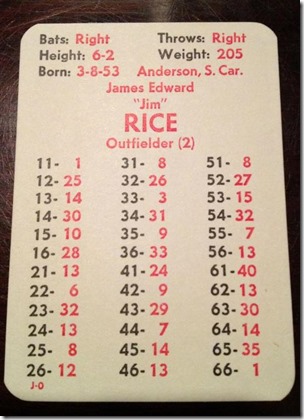 Bats: Right Throws: Right
Height: 6-2 Weight: 205
Born: 3-8-53 Anderson, S. Car.
James Edward
"Jim"
RICE
Outfielder (2)
11- 1 31- 8 51- 8
12- 25 32- 26 52- 27
13- 14 33- 3 53- 15
14- 30 34- 31 54- 32
15- 10 35- 9 55- 7
16- 28 36- 33 56- 13
21- 13 41- 24 61- 40
22- 6 42- 9 62- 13
23- 32 43- 29 63- 30
24- 13 44- 7 64- 14
25- 8 45- 14 65- 35
26- 12 46- 13 66- 1
J-O